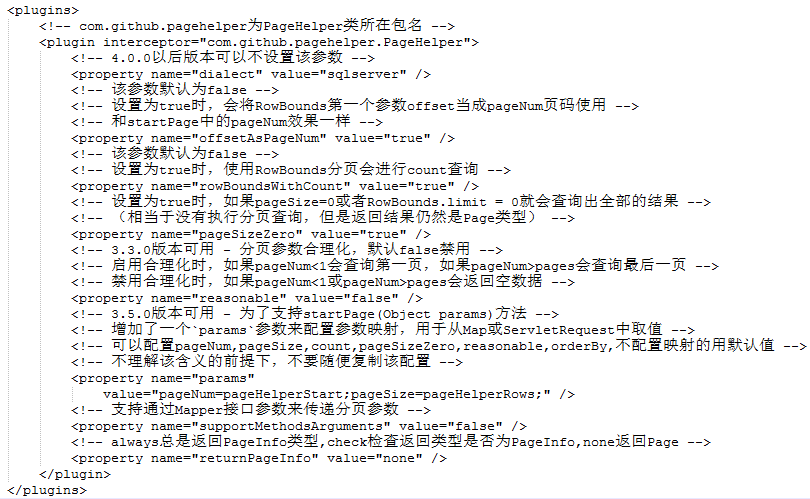 <plugins>
    <!-- com.github.pagehelper为PageHelper类所在包名 -->
    <plugin interceptor="com.github.pagehelper.PageHelper">
        <!-- 4.0.0以后版本可以不设置该参数 -->
        <property name="dialect" value="sqlserver" />
        <!-- 该参数默认为false -->
        <!-- 设置为true时，会将RowBounds第一个参数offset当成pageNum页码使用 -->
        <!-- 和startPage中的pageNum效果一样 -->
        <property name="offsetAsPageNum" value="true" />
        <!-- 该参数默认为false -->
        <!-- 设置为true时，使用RowBounds分页会进行count查询 -->
        <property name="rowBoundsWithCount" value="true" />
        <!-- 设置为true时，如果pageSize=0或者RowBounds.limit = 0就会查询出全部的结果 -->
        <!-- （相当于没有执行分页查询，但是返回结果仍然是Page类型） -->
        <property name="pageSizeZero" value="true" />
        <!-- 3.3.0版本可用 - 分页参数合理化，默认false禁用 -->
        <!-- 启用合理化时，如果pageNum<1会查询第一页，如果pageNum>pages会查询最后一页 -->
        <!-- 禁用合理化时，如果pageNum<1或pageNum>pages会返回空数据 -->
        <property name="reasonable" value="false" />
        <!-- 3.5.0版本可用 - 为了支持startPage(Object params)方法 -->
        <!-- 增加了一个`params`参数来配置参数映射，用于从Map或ServletRequest中取值 -->
        <!-- 可以配置pageNum,pageSize,count,pageSizeZero,reasonable,orderBy,不配置映射的用默认值 -->
        <!-- 不理解该含义的前提下，不要随便复制该配置 -->
        <property name="params"
            value="pageNum=pageHelperStart;pageSize=pageHelperRows;" />
        <!-- 支持通过Mapper接口参数来传递分页参数 -->
        <property name="supportMethodsArguments" value="false" />
        <!-- always总是返回PageInfo类型,check检查返回类型是否为PageInfo,none返回Page -->
        <property name="returnPageInfo" value="none" />
    </plugin>
</plugins>